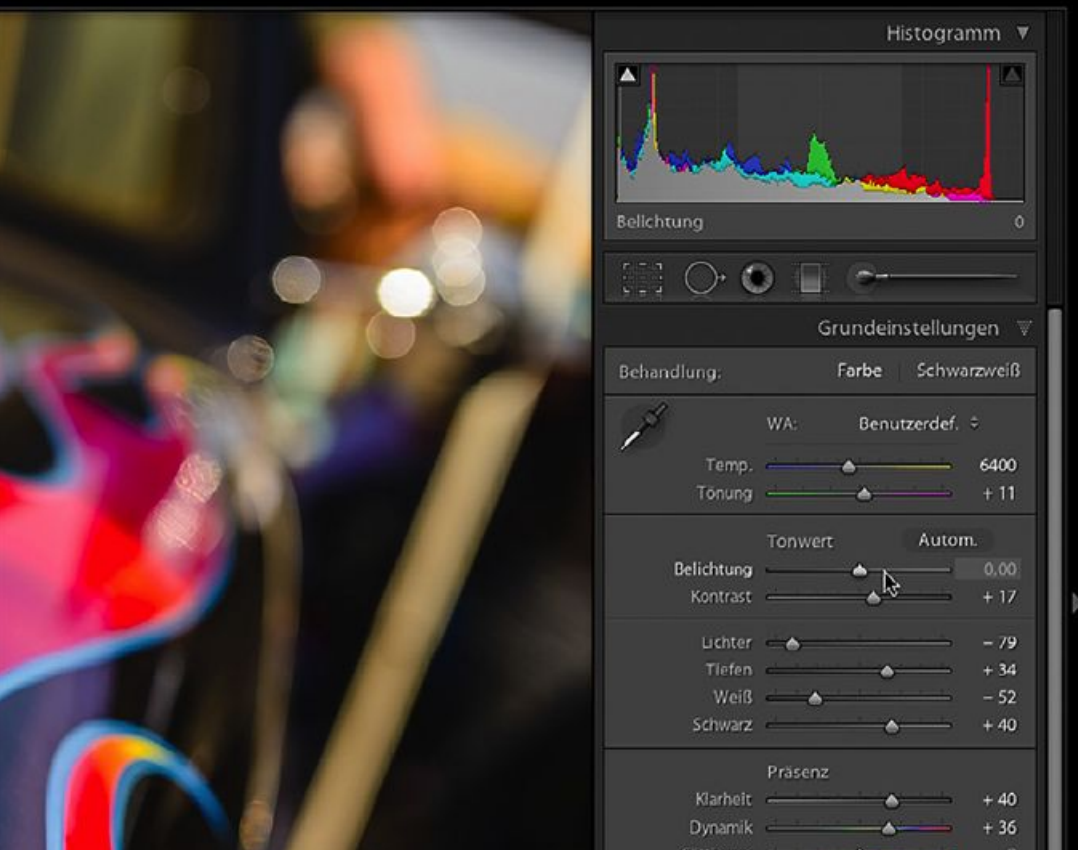 Histogramm
Belichtung 0
Grundeinstellungen
Behandlung: Farbe Schwarzweiß
WA: Benutzerdef.
Temp. 6400
Tönung + 11
Tonwert Autom.
Belichtung 0,00
Kontrast + 17
Lichter − 79
Tiefen + 34
Weiß − 52
Schwarz + 40
Präsenz
Klarheit + 40
Dynamik + 36